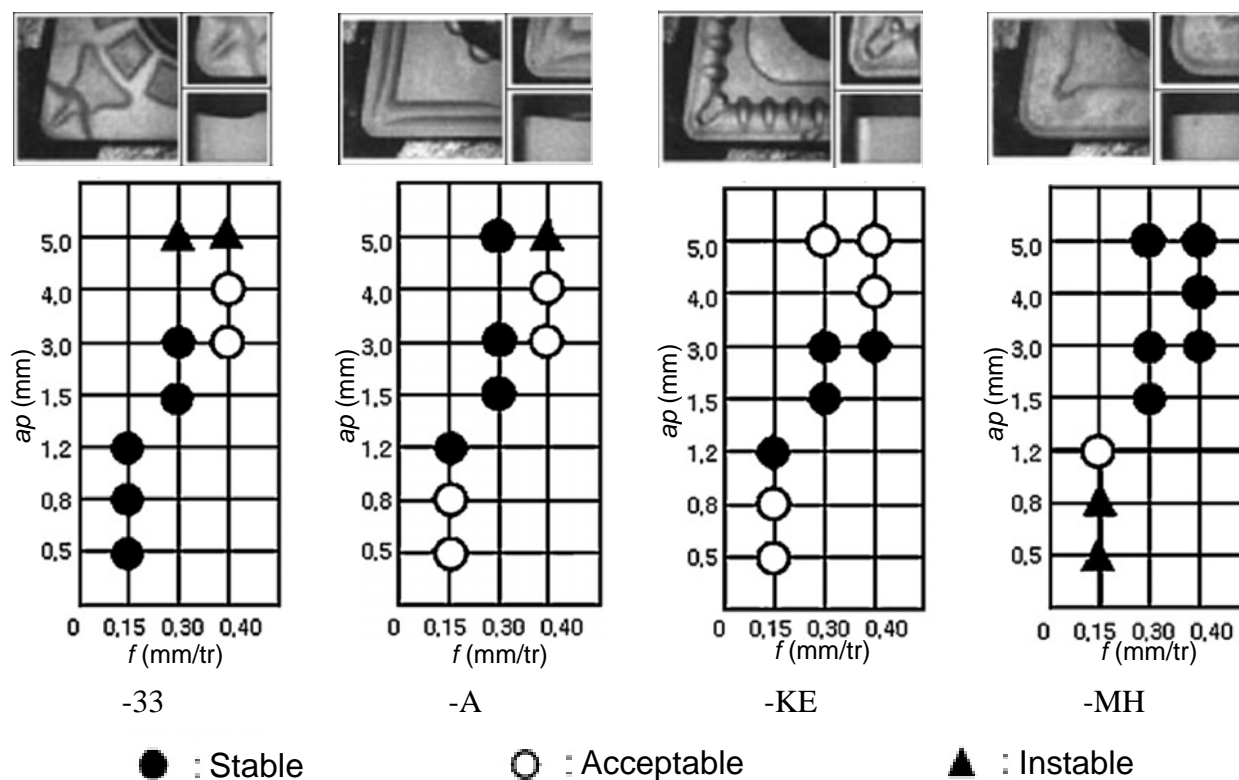 5,0 5,0 5,0 5,0
4,0 4,0 4,0 4,0
3,0 3,0 3,0 3,0
ap (mm) ap (mm) ap (mm) ap (mm)
1,5 1,5 1,5 1,5
1,2 1,2 1,2 1,2
0,8 0,8 0,8 0,8
0,5 0,5 0,5 0,5
0 0,15 0,30 0,40 0 0,15 0,30 0,40 0 0,15 0,30 0,40 0 0,15 0,30 0,40
f (mm/tr) f (mm/tr) f (mm/tr) f (mm/tr)
-33 -A -KE -MH
: Stable : Acceptable : Instable